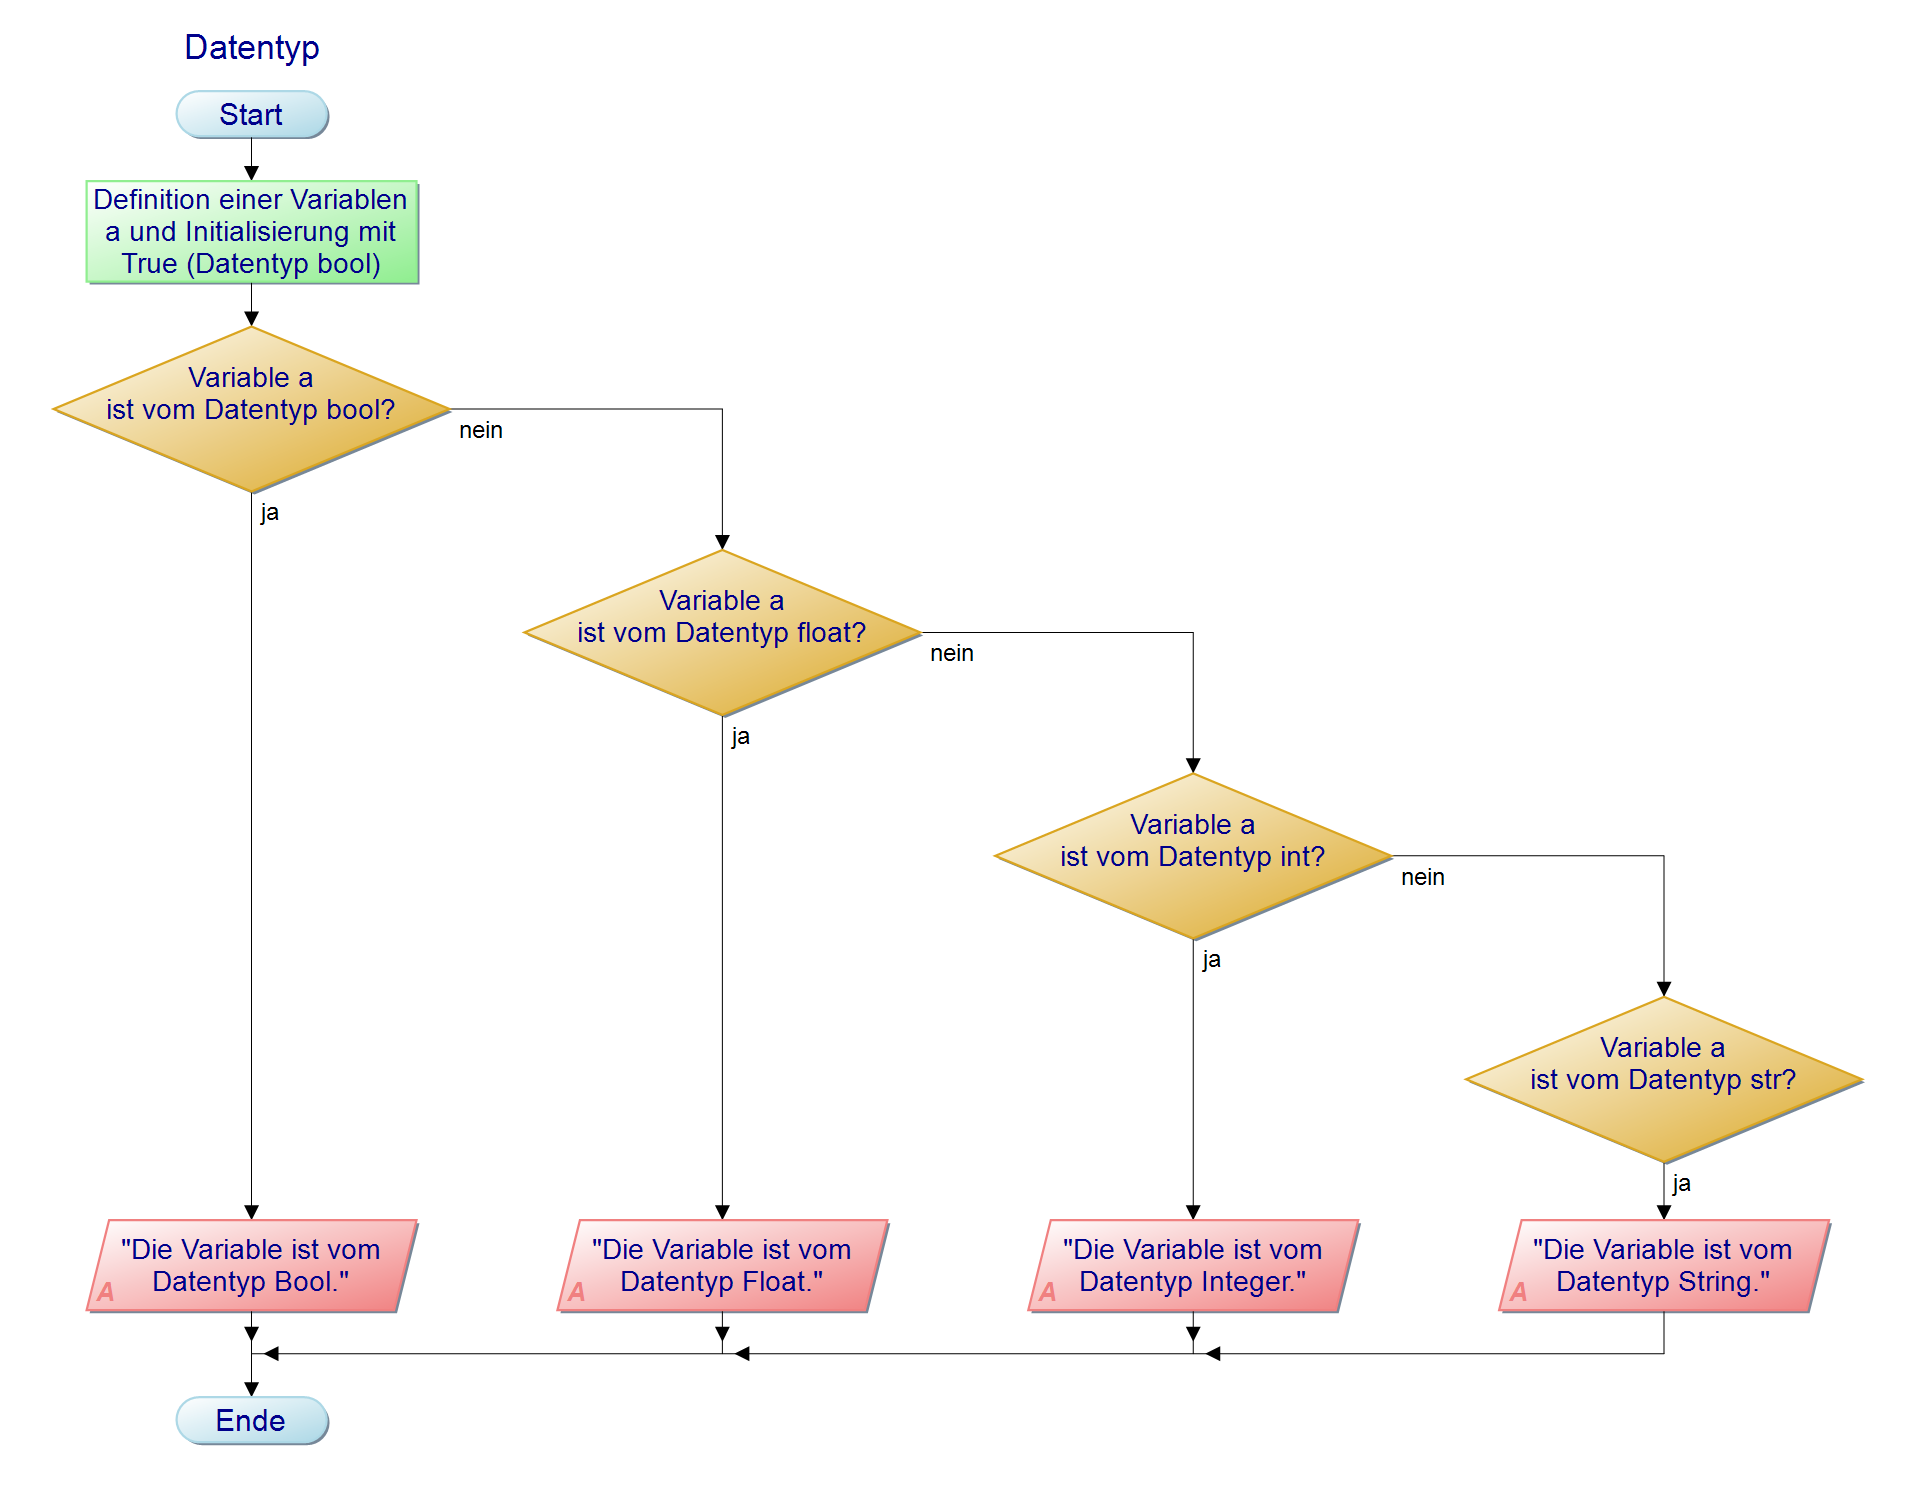 Datentyp
Start
Definition einer Variablen
a und Initialisierung mit
True (Datentyp bool)
Variable a
ist vom Datentyp bool?
nein
ja
Variable a
ist vom Datentyp float?
nein
ja
Variable a
ist vom Datentyp int?
nein
ja
Variable a
ist vom Datentyp str?
ja
"Die Variable ist vom
Datentyp Bool."
A
"Die Variable ist vom
Datentyp Float."
A
"Die Variable ist vom
Datentyp Integer."
A
"Die Variable ist vom
Datentyp String."
A
Ende